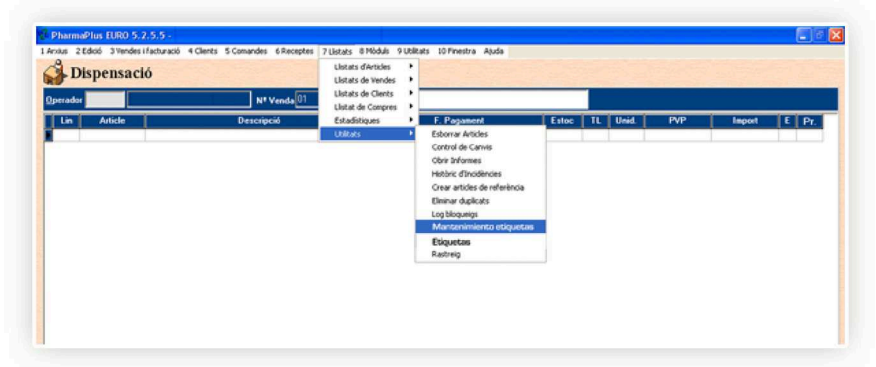 PharmaPlus EURO 5.2.5.5 -
1 Arxius 2 Edició 3 Vendes i facturació 4 Clients 5 Comandes 6 Receptes 7 Llistats 8 Mòduls 9 Utilitats 10 Finestra Ajuda
Dispensació
Llistats d'Articles
Llistats de Vendes
Llistats de Clients
Llistat de Compres
Estadístiques
Utilitats
Operador Nº Venda 01
Lin Article Descripció F. Pagament Estoc TL Unid. PVP Import E Pr.
Esborrar Articles
Control de Canvis
Obrir Informes
Històric d'Incidències
Crear articles de referència
Eliminar duplicats
Log bloqueigs
Mantenimiento etiquetas
Etiquetas
Rastreig